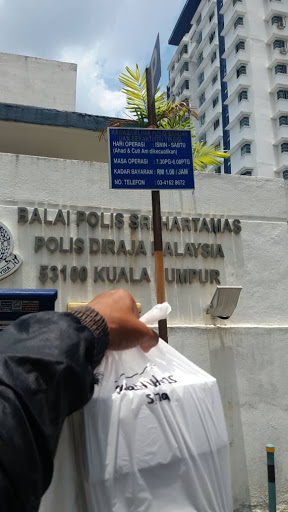 HARI OPERASI : ISNIN - SABTU
(Ahad & Cuti Am dikecualikan)
MASA OPERASI : 7.30PG-6.00PTG
KADAR BAYARAN : RM 1.00 / JAM
NO. TELEFON : 03-4162 8672
BALAI POLIS SRI HARTAMAS
POLIS DIRAJA MALAYSIA
53100 KUALA LUMPUR